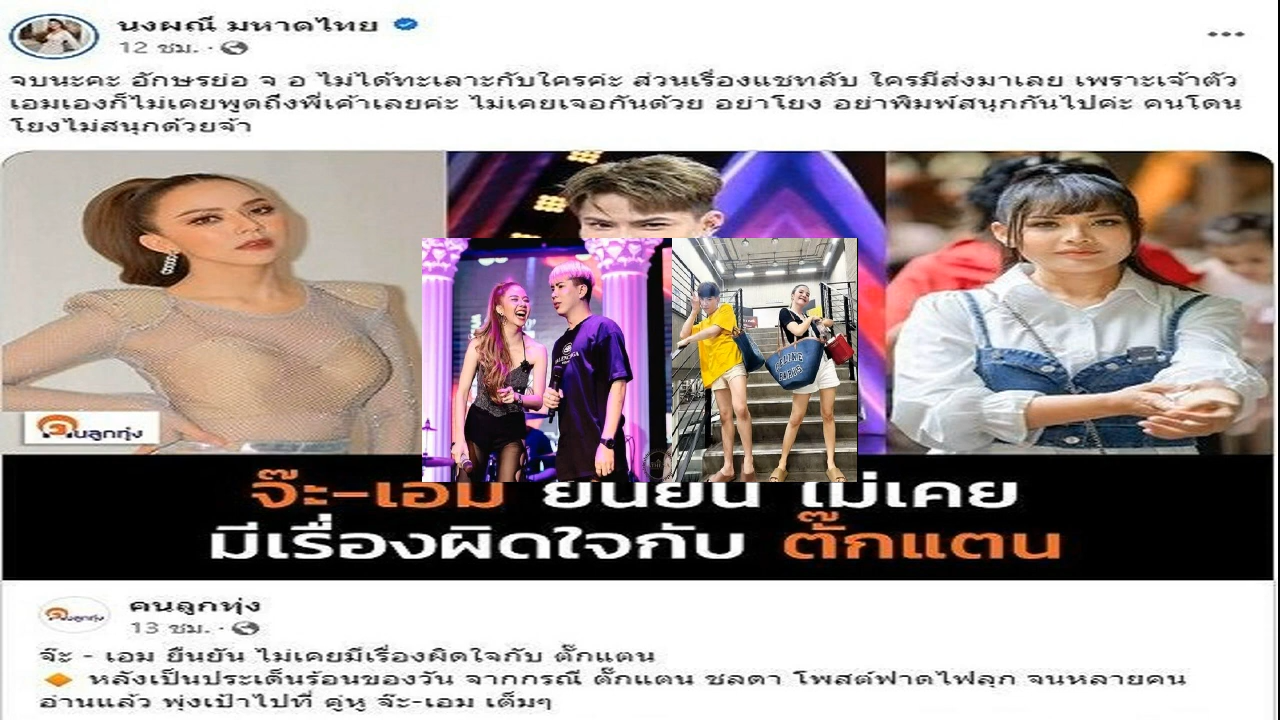 นงผณี มหาดไทย
12 ชม. ·
จบนะคะ อักษรย่อ จ อ ไม่ได้ทะเลาะกับใครค่ะ ส่วนเรื่องแชทลับ ใครมีส่งมาเลย เพราะเจ้าตัว
เอมเองก็ไม่เคยพูดถึงพี่เค้าเลยค่ะ ไม่เคยเจอกันด้วย อย่าโยง อย่าพิมพ์สนุกกันไปค่ะ คนโดน
โยงไม่สนุกด้วยจ้า
BALENCIAGA
CELINE
PARIS
คนลูกทุ่ง
จ๊ะ-เอม ยืนยัน ไม่เคย
มีเรื่องผิดใจกับ ตั๊กแตน
คนลูกทุ่ง
คนลูกทุ่ง
13 ชม. ·
จ๊ะ - เอม ยืนยัน ไม่เคยมีเรื่องผิดใจกับ ตั๊กแตน
🔸 หลังเป็นประเด็นร้อนของวัน จากกรณี ตั๊กแตน ชลดา โพสต์ฟาดไฟลุก จนหลายคน
อ่านแล้ว พุ่งเป้าไปที่ คู่หู จ๊ะ-เอม เต็มๆ